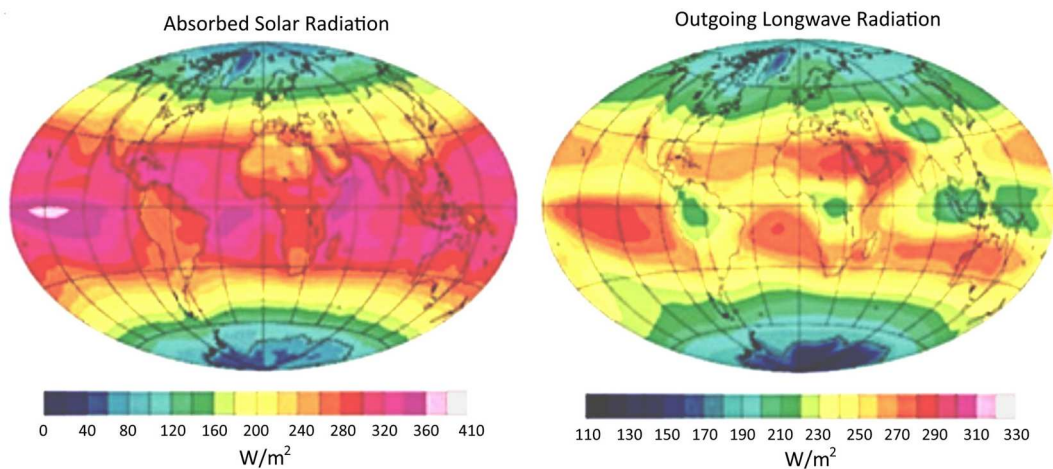 Absorbed Solar Radiation
Outgoing Longwave Radiation
0 40 80 120 160 200 240 280 320 360 410
W/m²
110 130 150 170 190 210 230 250 270 290 310 330
W/m²